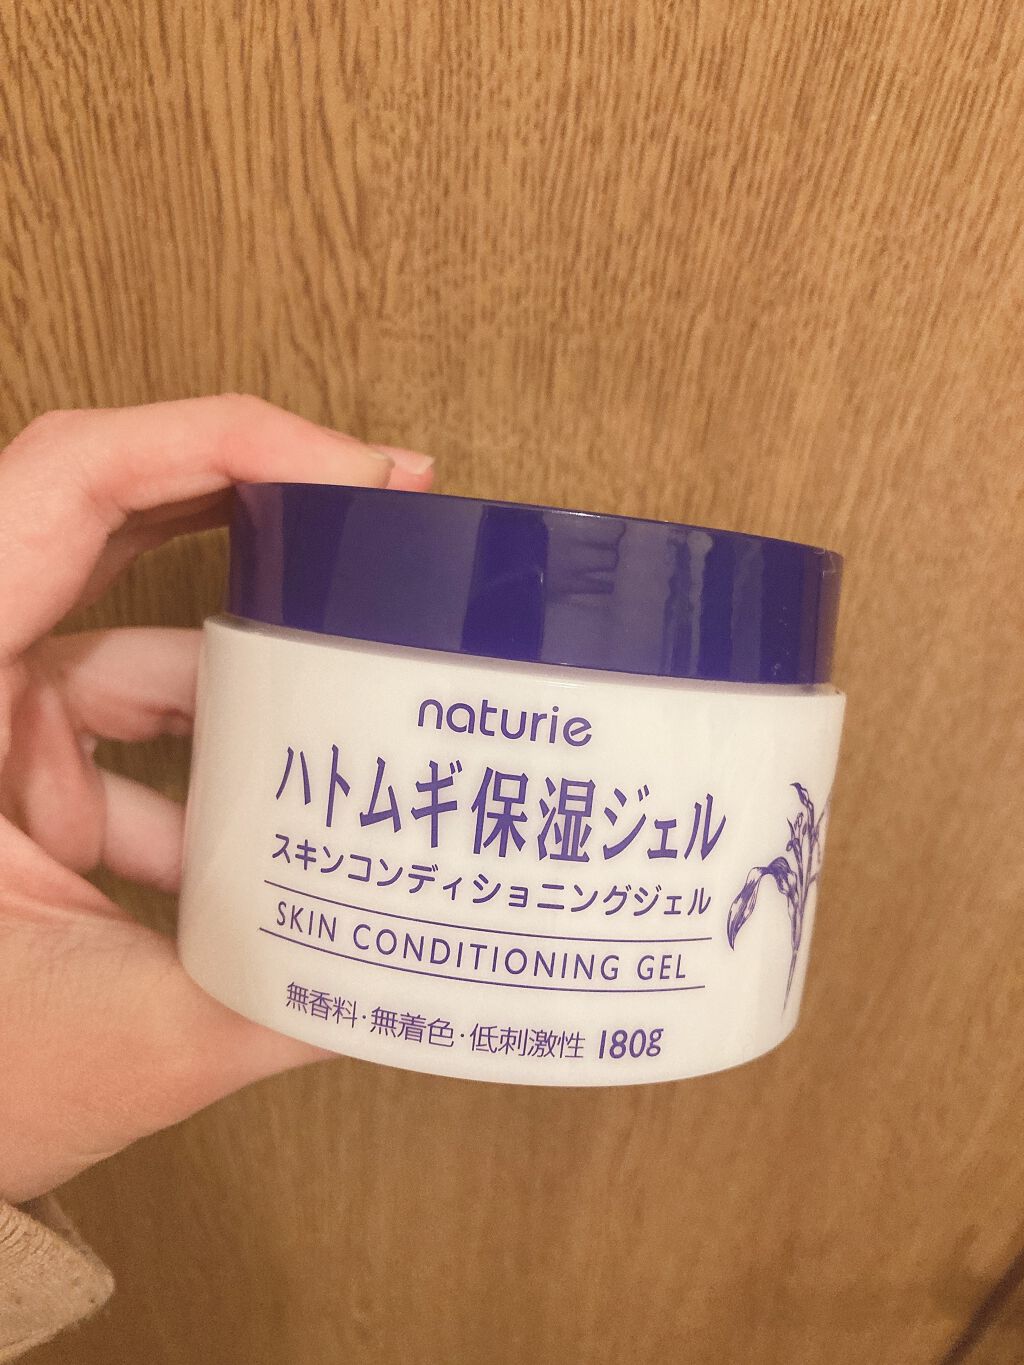 naturie
ハトムギ保湿ジェル
スキンコンディショニングジェル
SKIN CONDITIONING GEL
無香料・無着色・低刺激性 180g